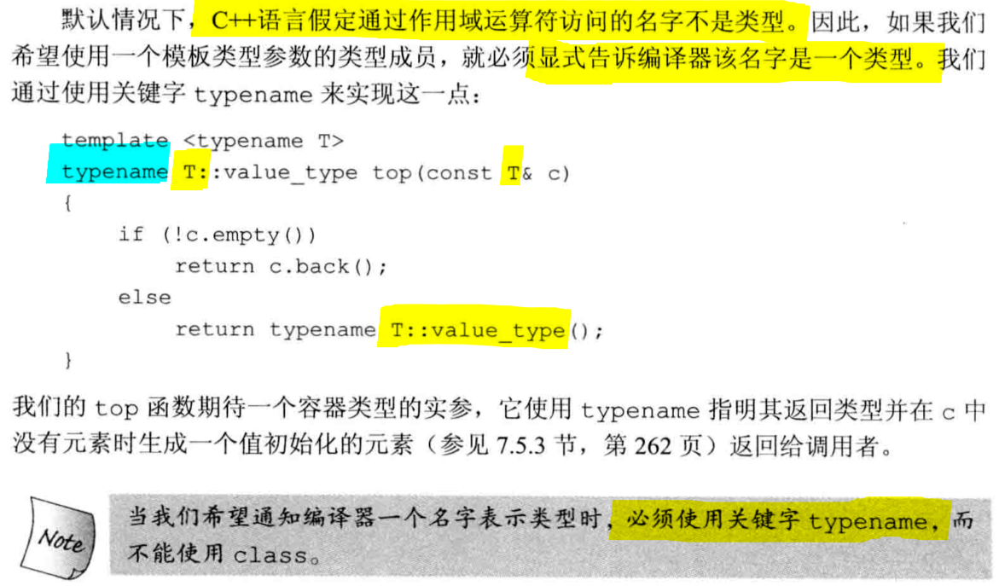 默认情况下，C++语言假定通过作用域运算符访问的名字不是类型。因此，如果我们
希望使用一个模板类型参数的类型成员，就必须显式告诉编译器该名字是一个类型。我们
通过使用关键字 typename 来实现这一点：
template <typename T>
typename T::value_type top(const T& c)
{
if (!c.empty())
return c.back();
else
return typename T::value_type();
}
我们的 top 函数期待一个容器类型的实参，它使用 typename 指明其返回类型并在 c 中
没有元素时生成一个值初始化的元素（参见 7.5.3 节，第 262 页）返回给调用者。
Note
当我们希望通知编译器一个名字表示类型时，必须使用关键字 typename，而
不能使用 class。